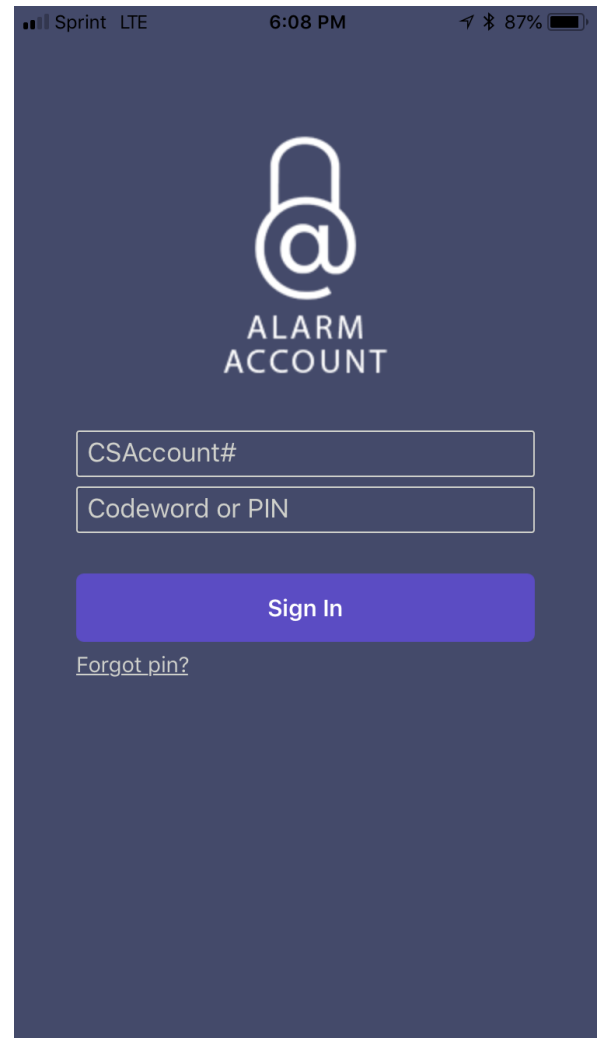 Sprint LTE 6:08 PM 87%
@
ALARM
ACCOUNT
CSAccount#
Codeword or PIN
Sign In
Forgot pin?